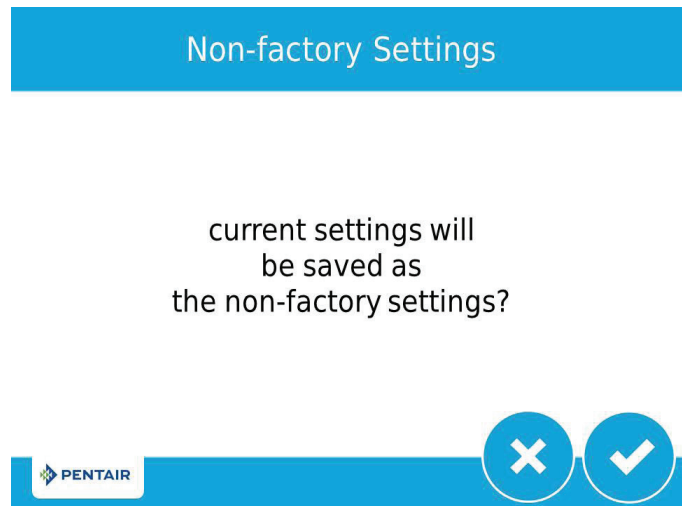 Non-factory Settings
current settings will
be saved as
the non-factory settings?
PENTAIR